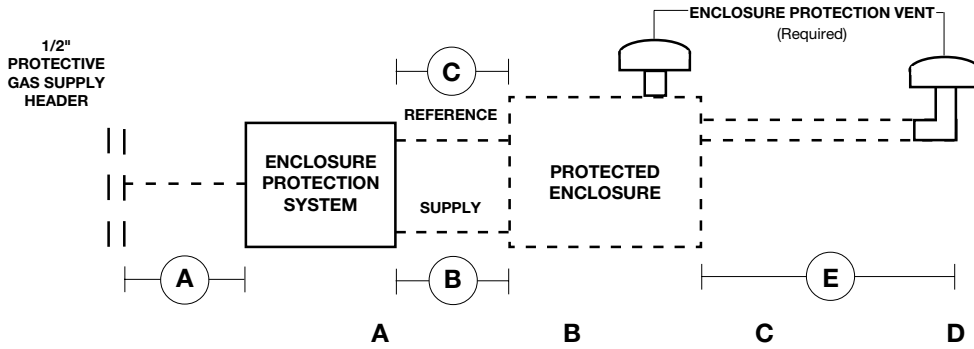 ENCLOSURE PROTECTION VENT
(Required)
1/2"
PROTECTIVE
GAS SUPPLY
HEADER
C
REFERENCE
ENCLOSURE
PROTECTION
SYSTEM
PROTECTED
ENCLOSURE
SUPPLY
A
B
E
A B C D